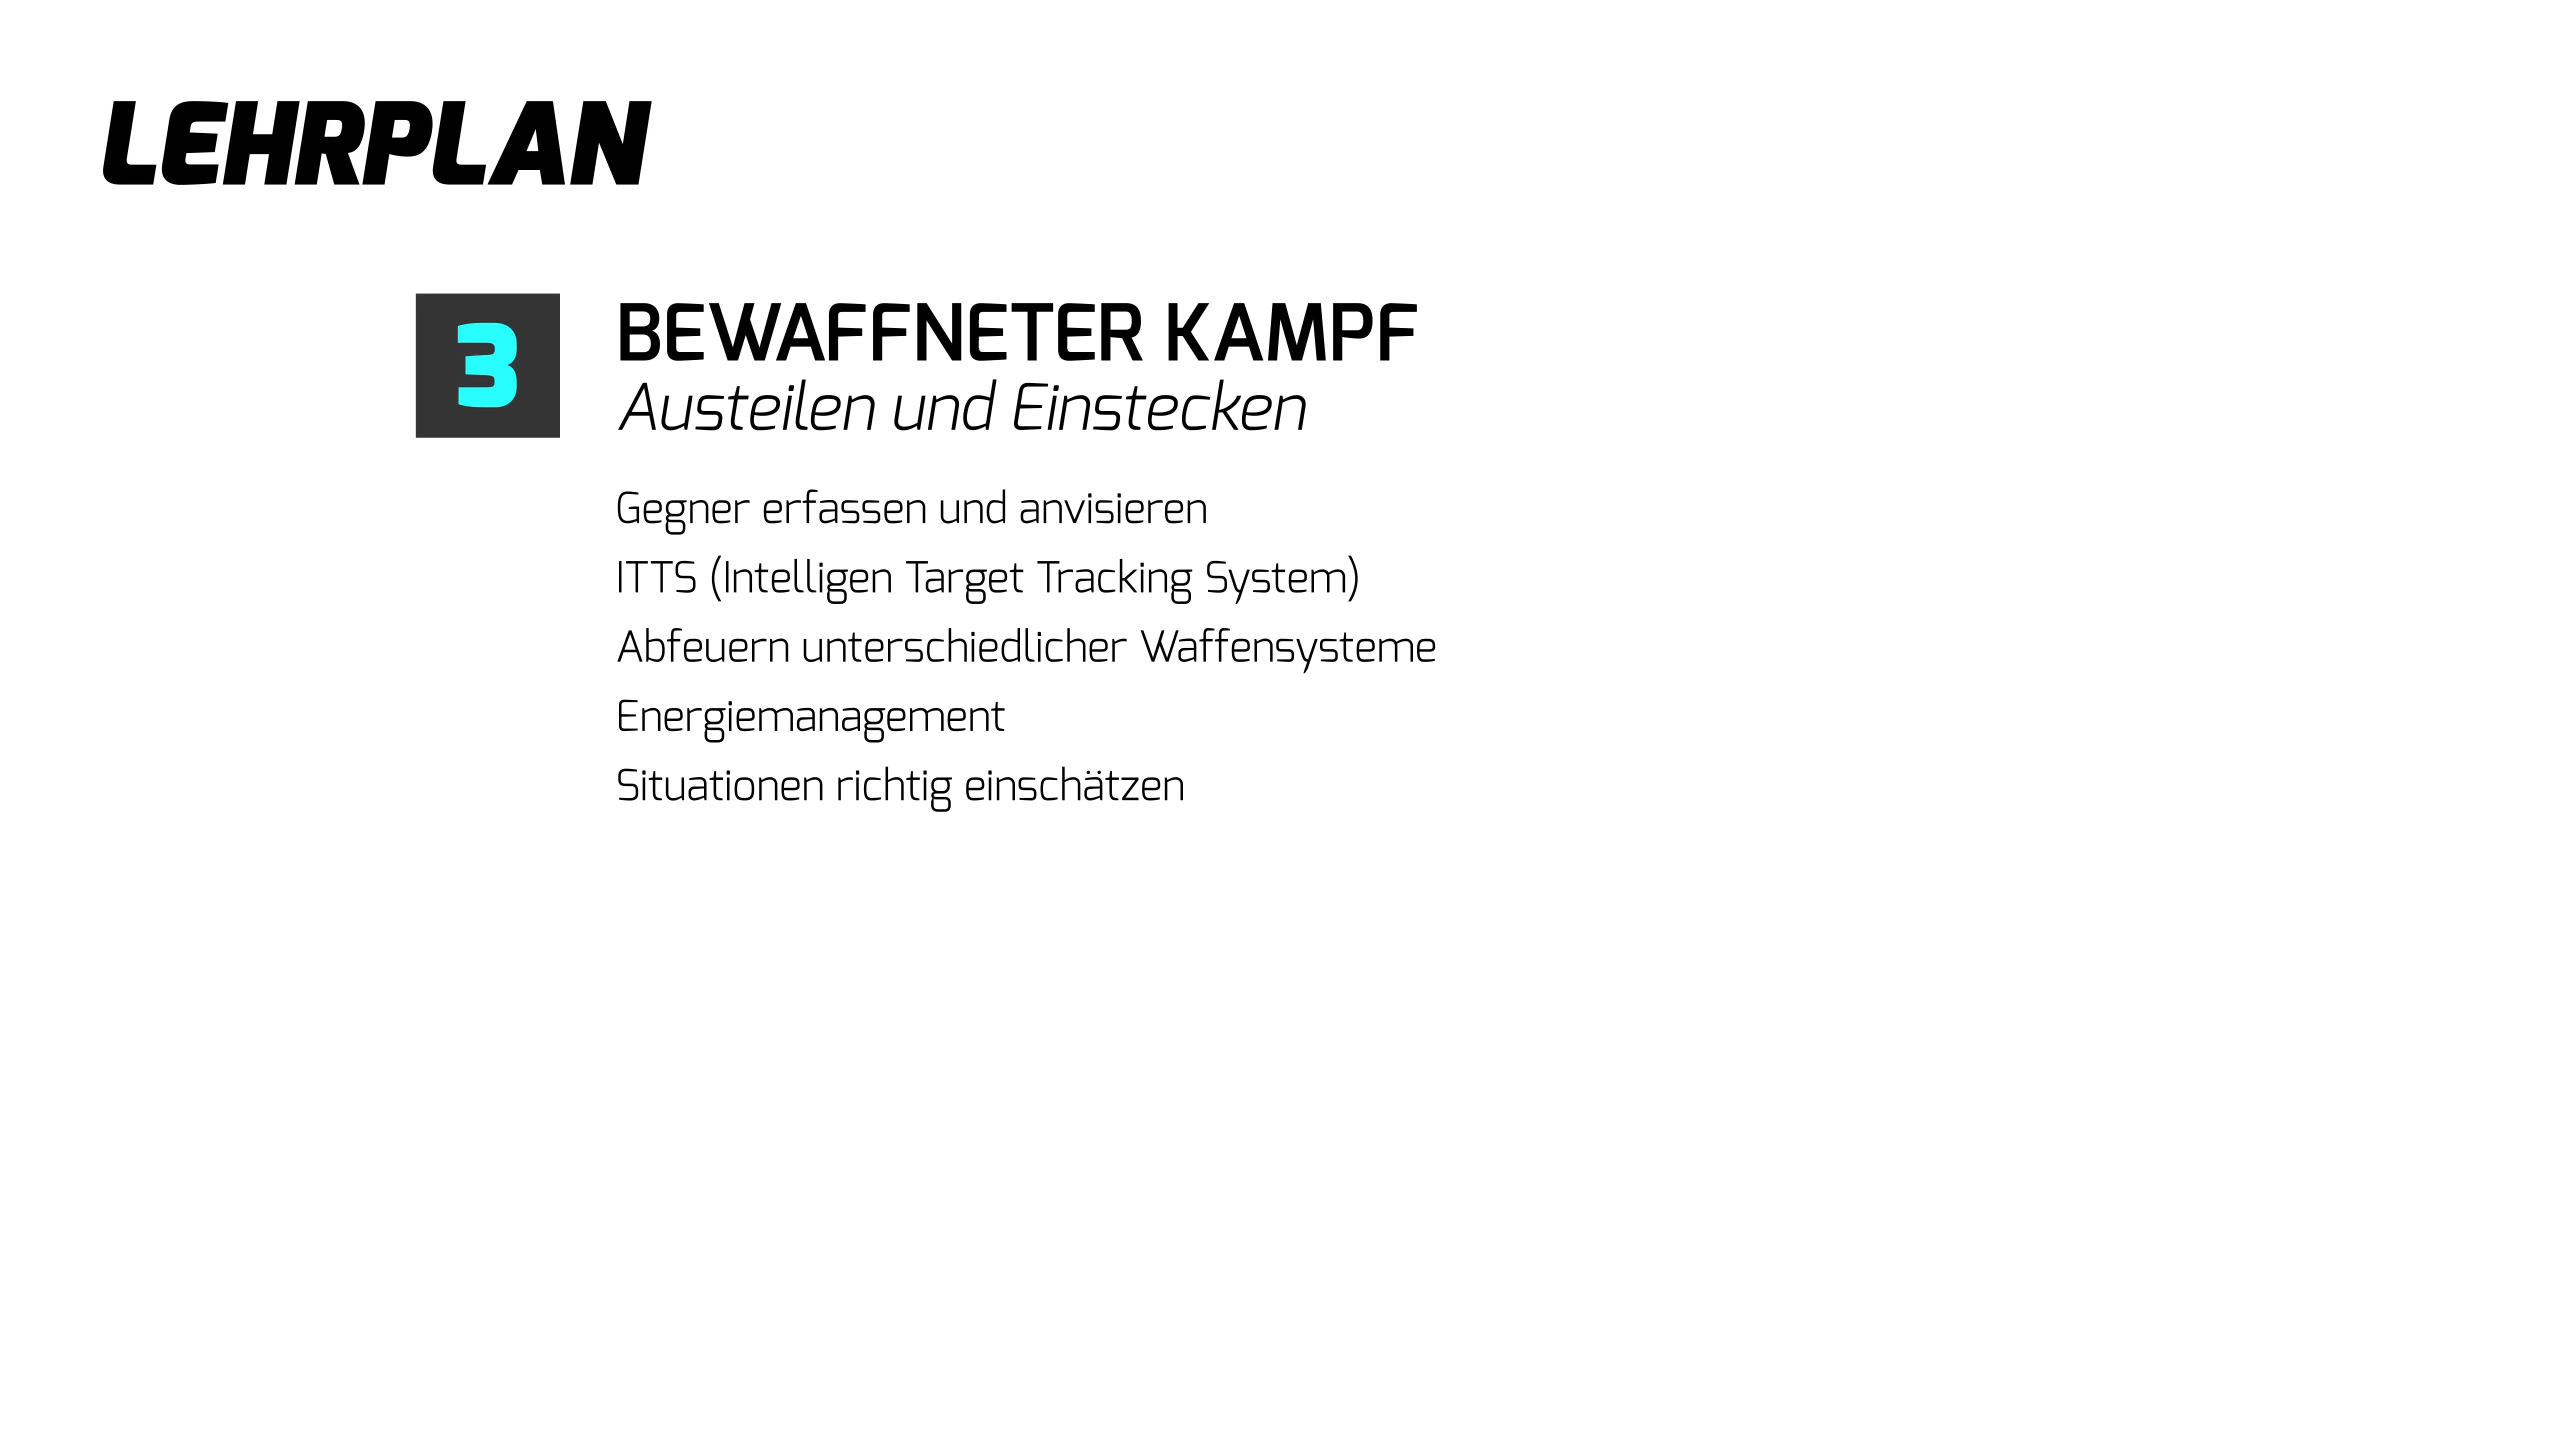 LEHRPLAN
3
BEWAFFNETER KAMPF
Austeilen und Einstecken
Gegner erfassen und anvisieren
ITTS (Intelligen Target Tracking System)
Abfeuern unterschiedlicher Waffensysteme
Energiemanagement
Situationen richtig einschätzen